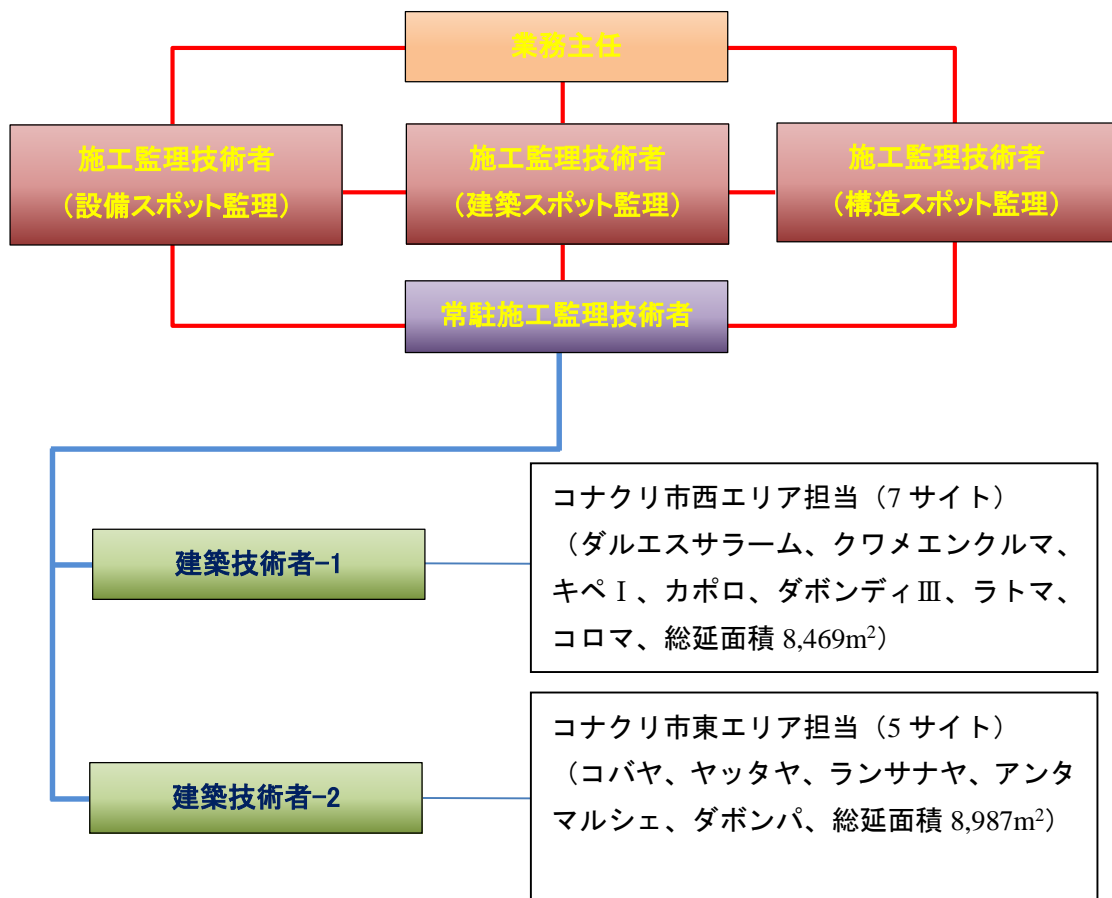 業務主任
施工監理技術者
（設備スポット監理）
施工監理技術者
（建築スポット監理）
施工監理技術者
（構造スポット監理）
常駐施工監理技術者
建築技術者-1
コナクリ市西エリア担当（7 サイト）
（ダルエスサラーム、クワメエンクルマ、
キペⅠ、カポロ、ダボンディⅢ、ラトマ、
コロマ、総延面積 8,469m²）
建築技術者-2
コナクリ市東エリア担当（5 サイト）
（コバヤ、ヤッタヤ、ランサナヤ、アンタ
マルシェ、ダボンパ、総延面積 8,987m²）